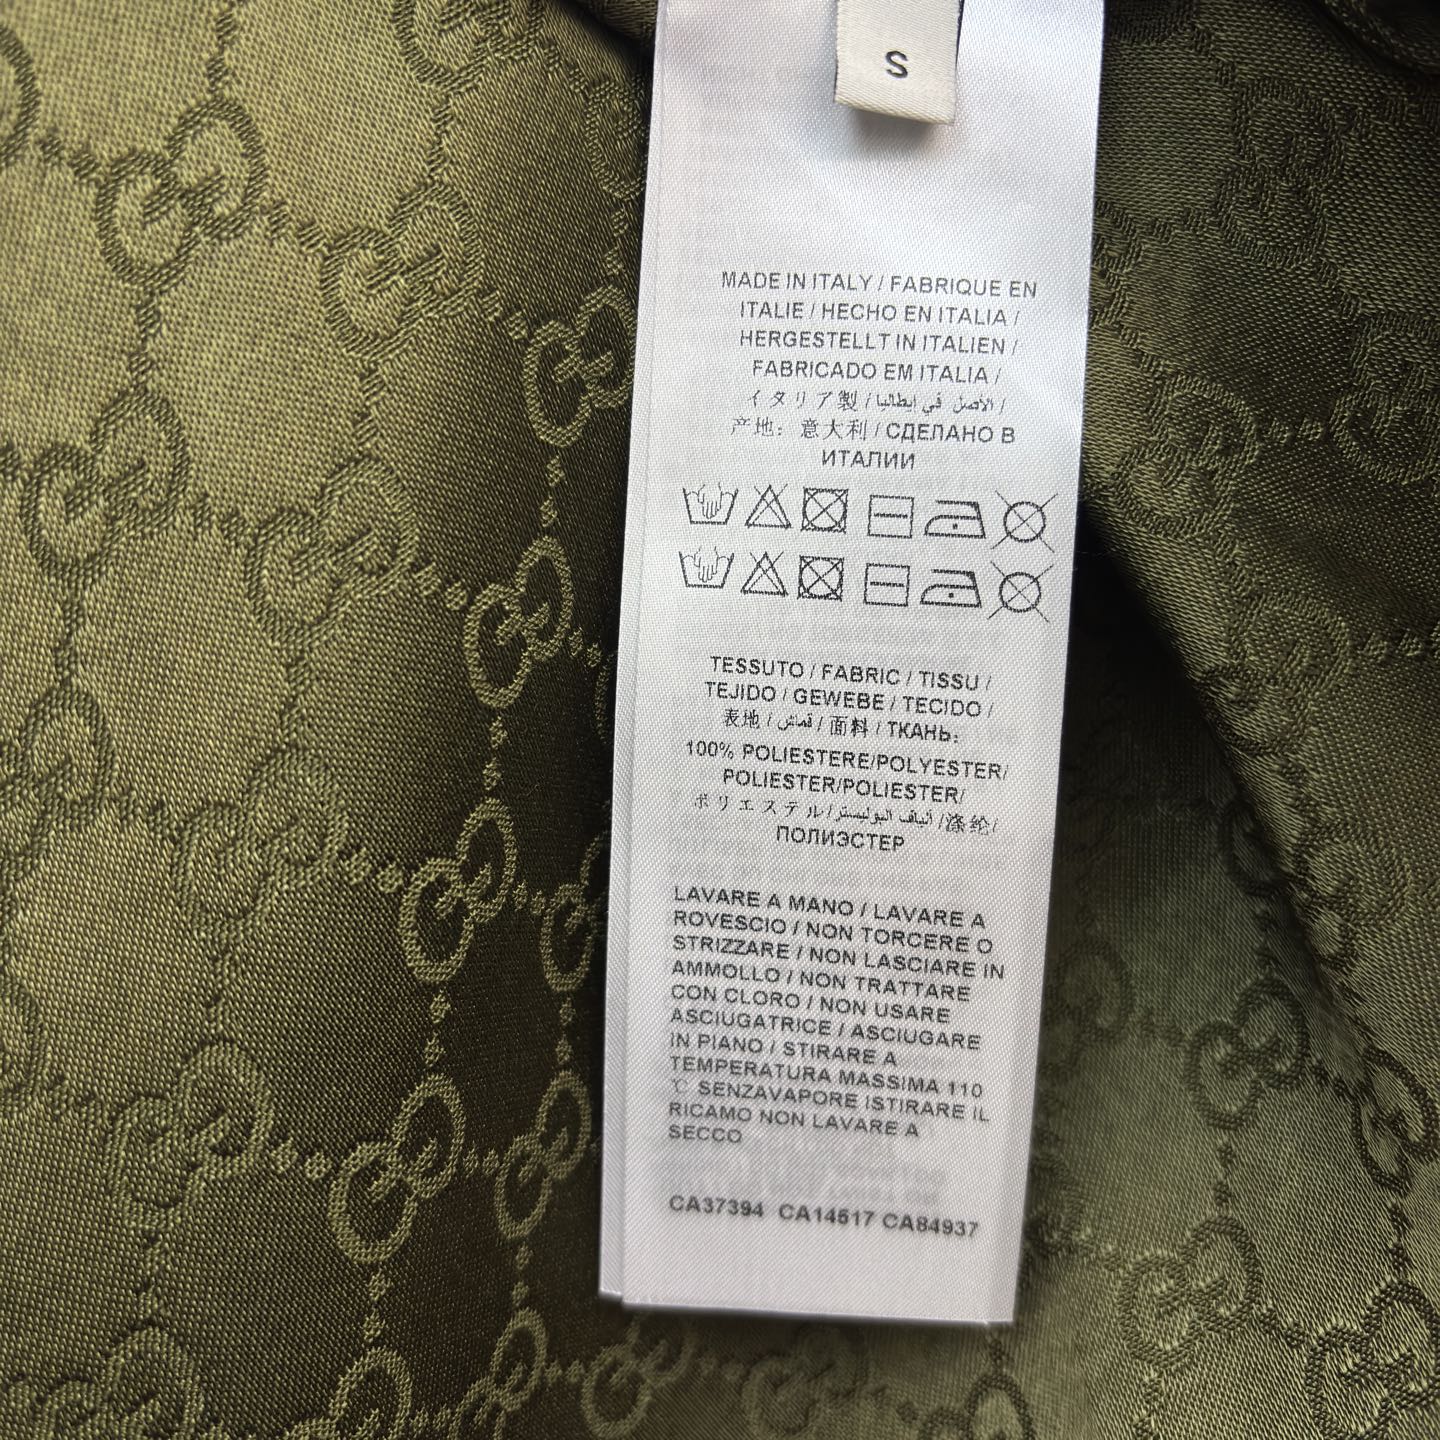 S
MADE IN ITALY / FABRIQUE EN
ITALIE / HECHO EN ITALIA /
HERGESTELLT IN ITALIEN /
FABRICADO EM ITALIA /
イタリア製 / الأصل في إيطاليا /
产地：意大利 / СДЕЛАНО В
ИТАЛИИ
TESSUTO / FABRIC / TISSU /
TEJIDO / GEWEBE / TECIDO /
表地 / قماش / 面料 / ТКАНЬ:
100% POLIESTERE/POLYESTER/
POLIESTER/POLIESTER/
ポリエステル/ألياف البوليستر/涤纶/
ПОЛИЭСТЕР
LAVARE A MANO / LAVARE A
ROVESCIO / NON TORCERE O
STRIZZARE / NON LASCIARE IN
AMMOLLO / NON TRATTARE
CON CLORO / NON USARE
ASCIUGATRICE / ASCIUGARE
IN PIANO / STIRARE A
TEMPERATURA MASSIMA 110
℃ SENZAVAPORE ISTIRARE IL
RICAMO NON LAVARE A
SECCO
CA37394 CA14517 CA84937